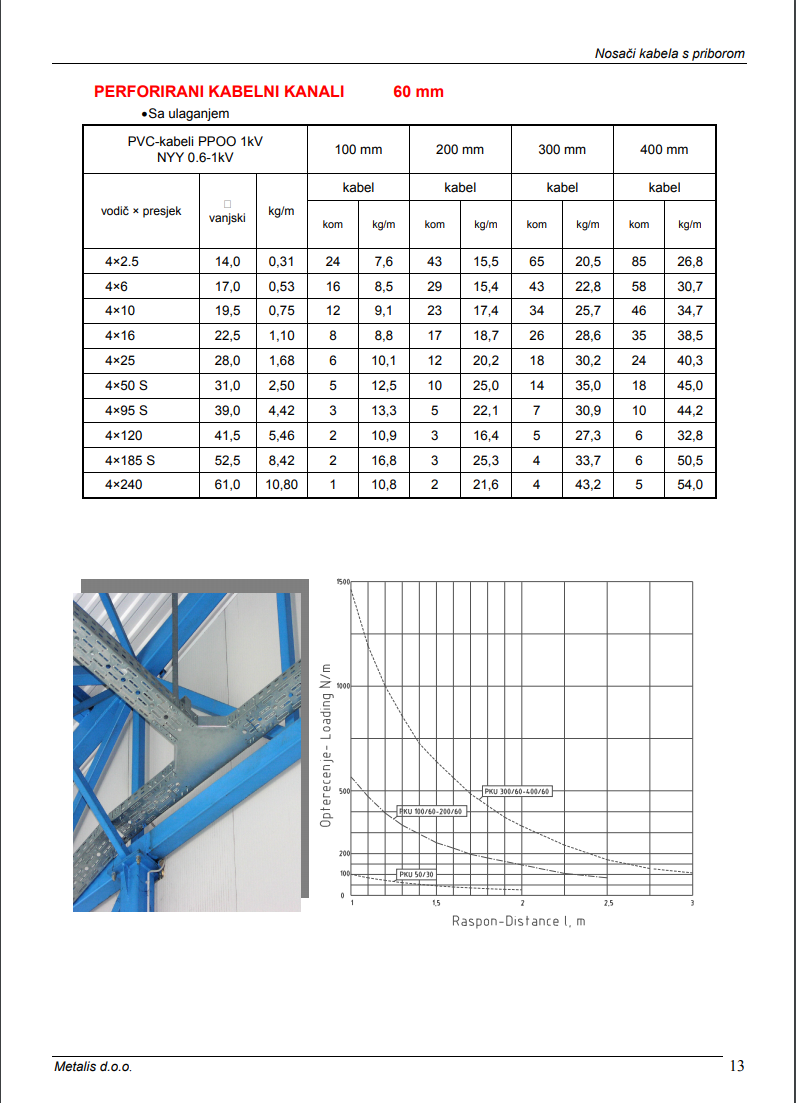 Nosači kabela s priborom
PERFORIRANI KABELNI KANALI 60 mm
•Sa ulaganjem
PVC-kabeli PPOO 1kV
NYY 0.6-1kV
100 mm 200 mm 300 mm 400 mm
kabel kabel kabel kabel
vodič × presjek □ vanjski kg/m kom kg/m kom kg/m kom kg/m kom kg/m
4×2.5 14,0 0,31 24 7,6 43 15,5 65 20,5 85 26,8
4×6 17,0 0,53 16 8,5 29 15,4 43 22,8 58 30,7
4×10 19,5 0,75 12 9,1 23 17,4 34 25,7 46 34,7
4×16 22,5 1,10 8 8,8 17 18,7 26 28,6 35 38,5
4×25 28,0 1,68 6 10,1 12 20,2 18 30,2 24 40,3
4×50 S 31,0 2,50 5 12,5 10 25,0 14 35,0 18 45,0
4×95 S 39,0 4,42 3 13,3 5 22,1 7 30,9 10 44,2
4×120 41,5 5,46 2 10,9 3 16,4 5 27,3 6 32,8
4×185 S 52,5 8,42 2 16,8 3 25,3 4 33,7 6 50,5
4×240 61,0 10,80 1 10,8 2 21,6 4 43,2 5 54,0
Opterecenje- Loading N/m
1500
1000
500
200
100
0
PKU 300/60-400/60
PKU 100/60-200/60
PKU 50/30
1 1,5 2 2,5 3
Raspon-Distance l, m
Metalis d.o.o. 13